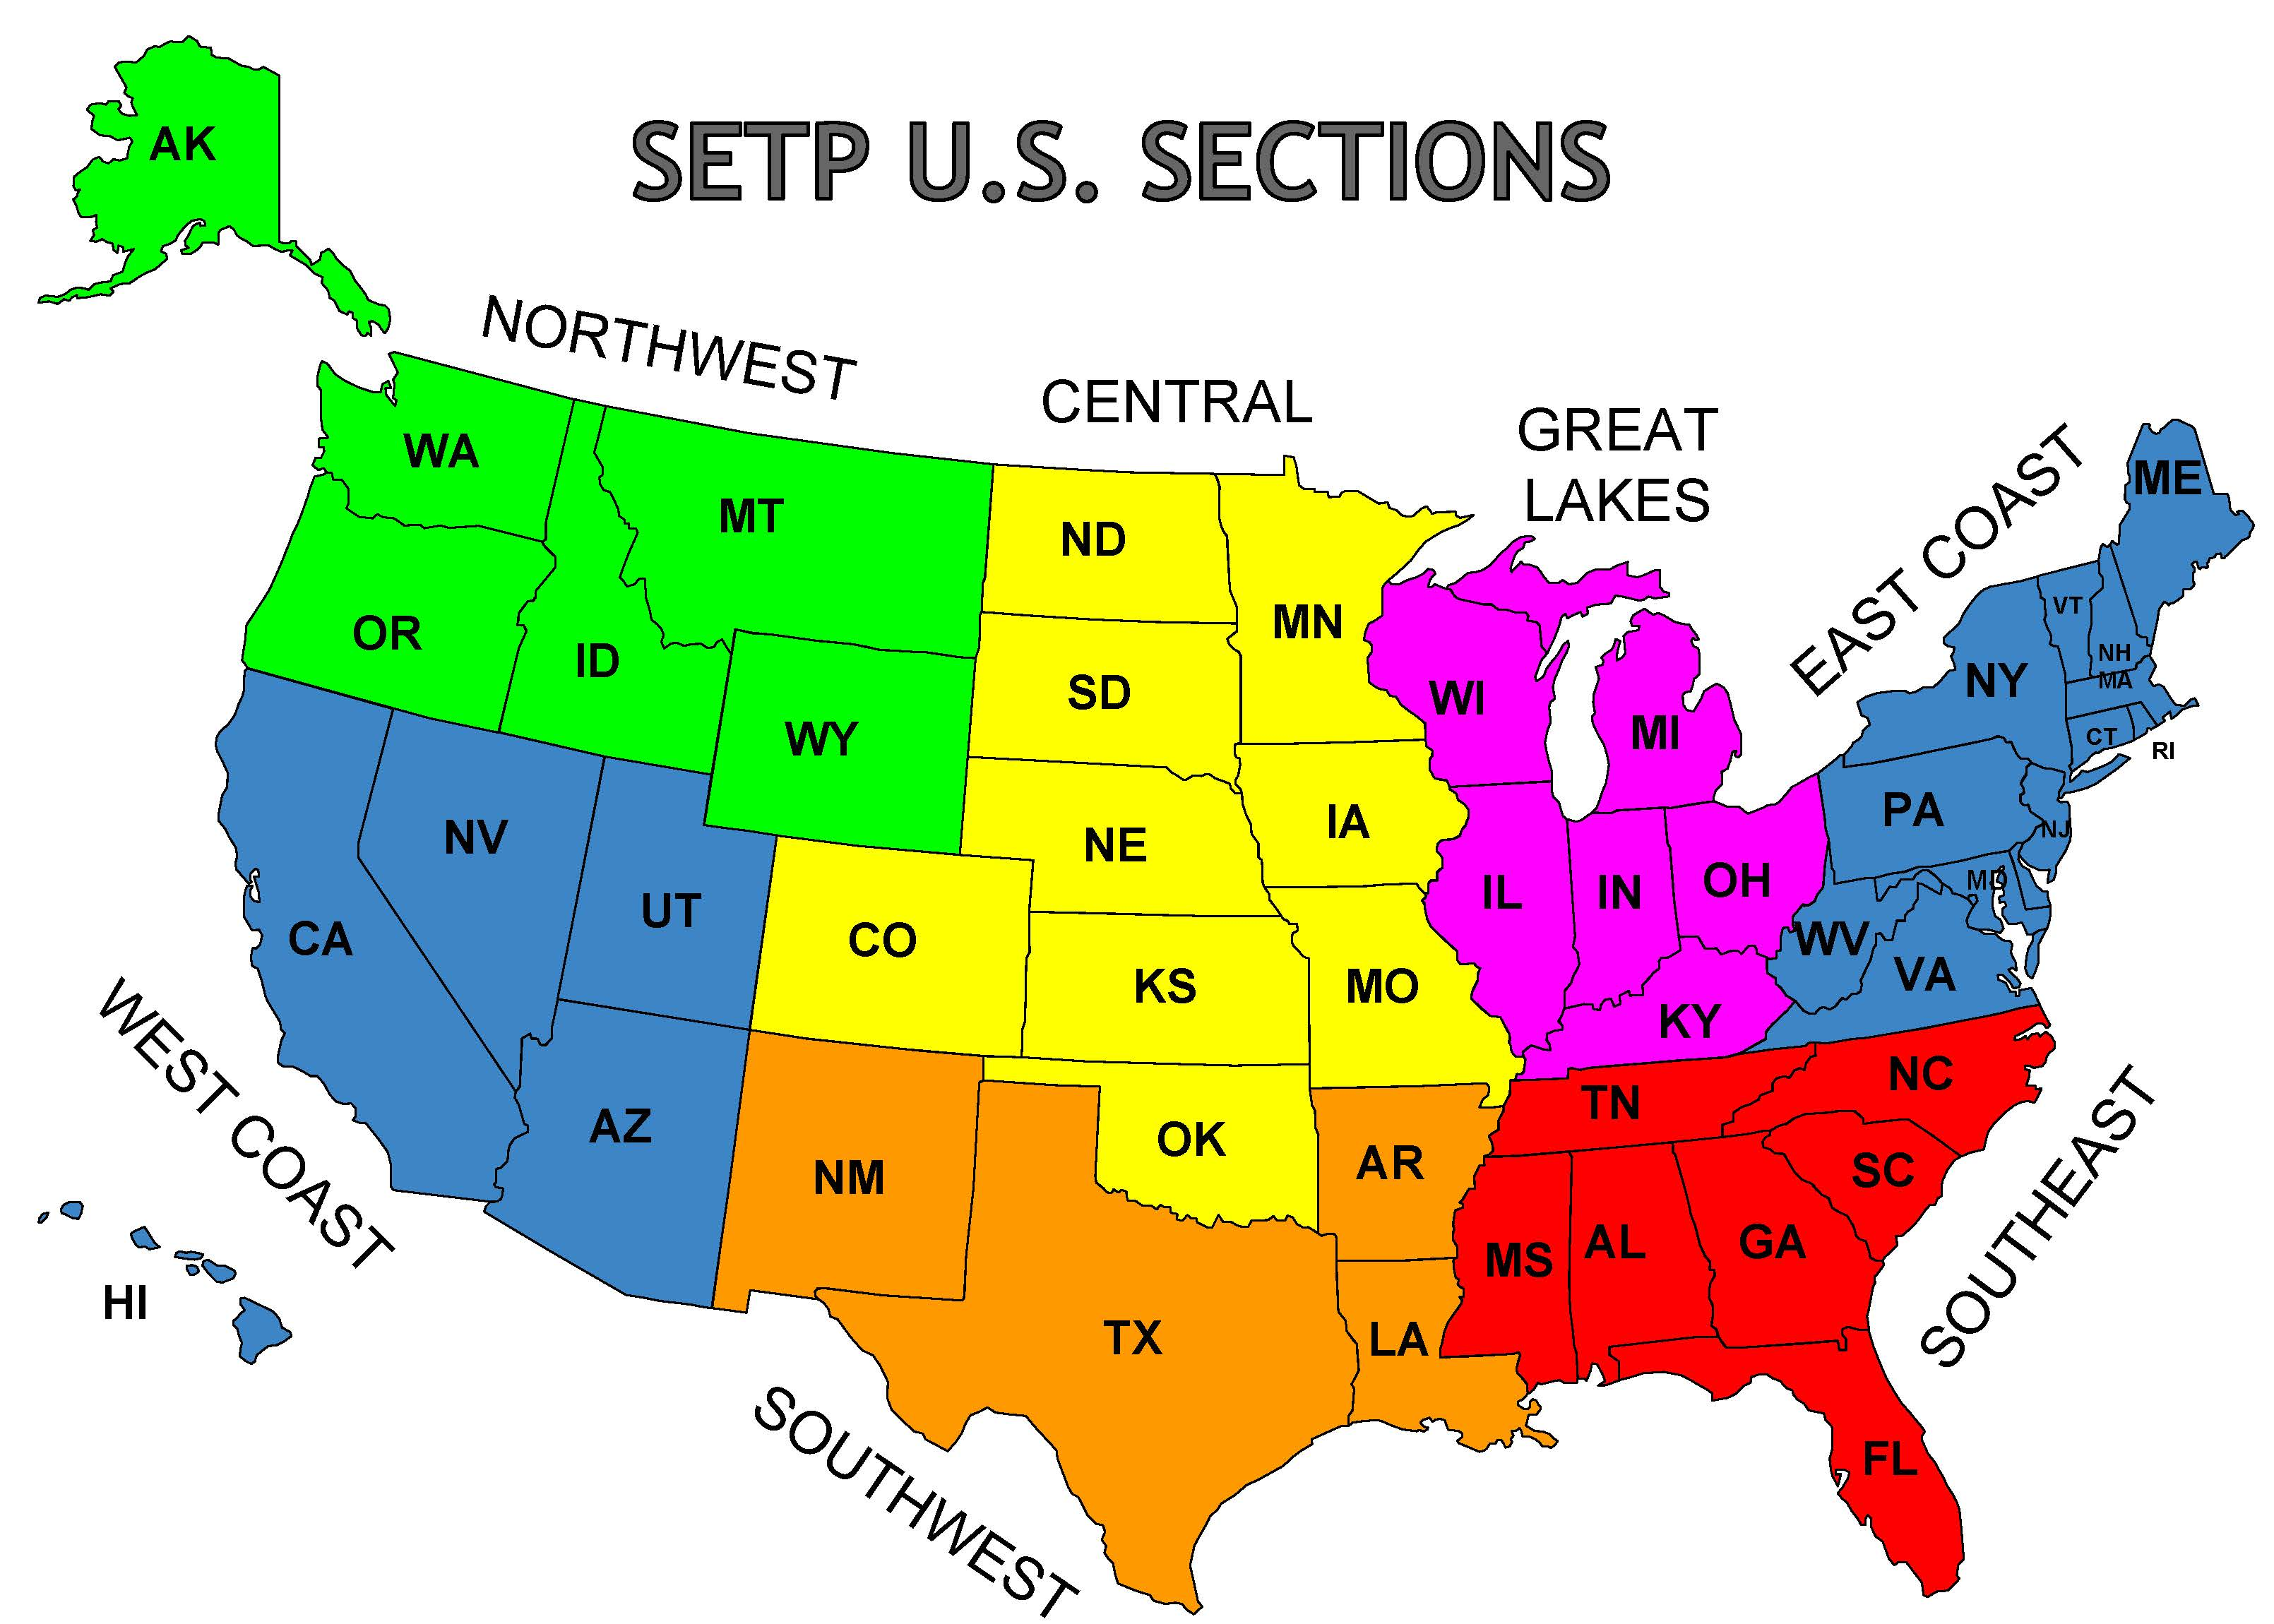 SETP U.S. SECTIONS
AK
NORTHWEST
CENTRAL
GREAT
LAKES
EAST COAST
ME
WA
MT
ND
MN
VT
OR
ID
SD
WI
MI
NY
NH
MA
WY
CT
RI
NV
NE
IA
PA
NJ
UT
IL
IN
OH
MD
CA
CO
KS
MO
KY
WV
VA
WEST COAST
AZ
NM
OK
AR
TN
NC
SC
HI
TX
LA
MS
AL
GA
SOUTHEAST
SOUTHWEST
FL